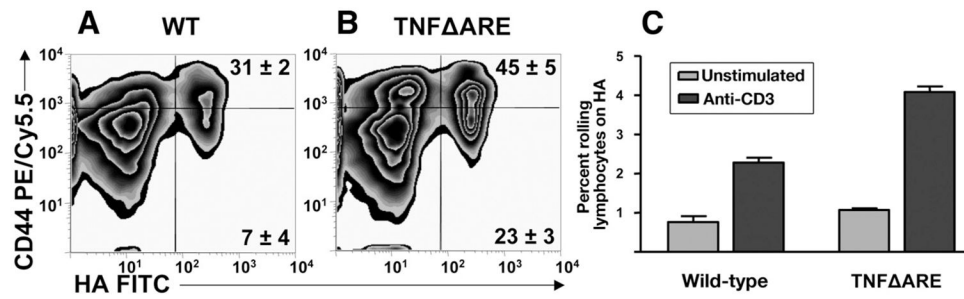 A WT B TNFΔARE C
CD44 PE/Cy5.5
10⁴
10³
10²
10¹
31 ± 2
7 ± 4
10¹ 10² 10³ 10⁴
10⁴
10³
10²
10¹
45 ± 5
23 ± 3
10¹ 10² 10³ 10⁴
HA FITC
Percent rolling
lymphocytes on HA
5
4
3
2
1
Unstimulated
Anti-CD3
Wild-type TNFΔARE